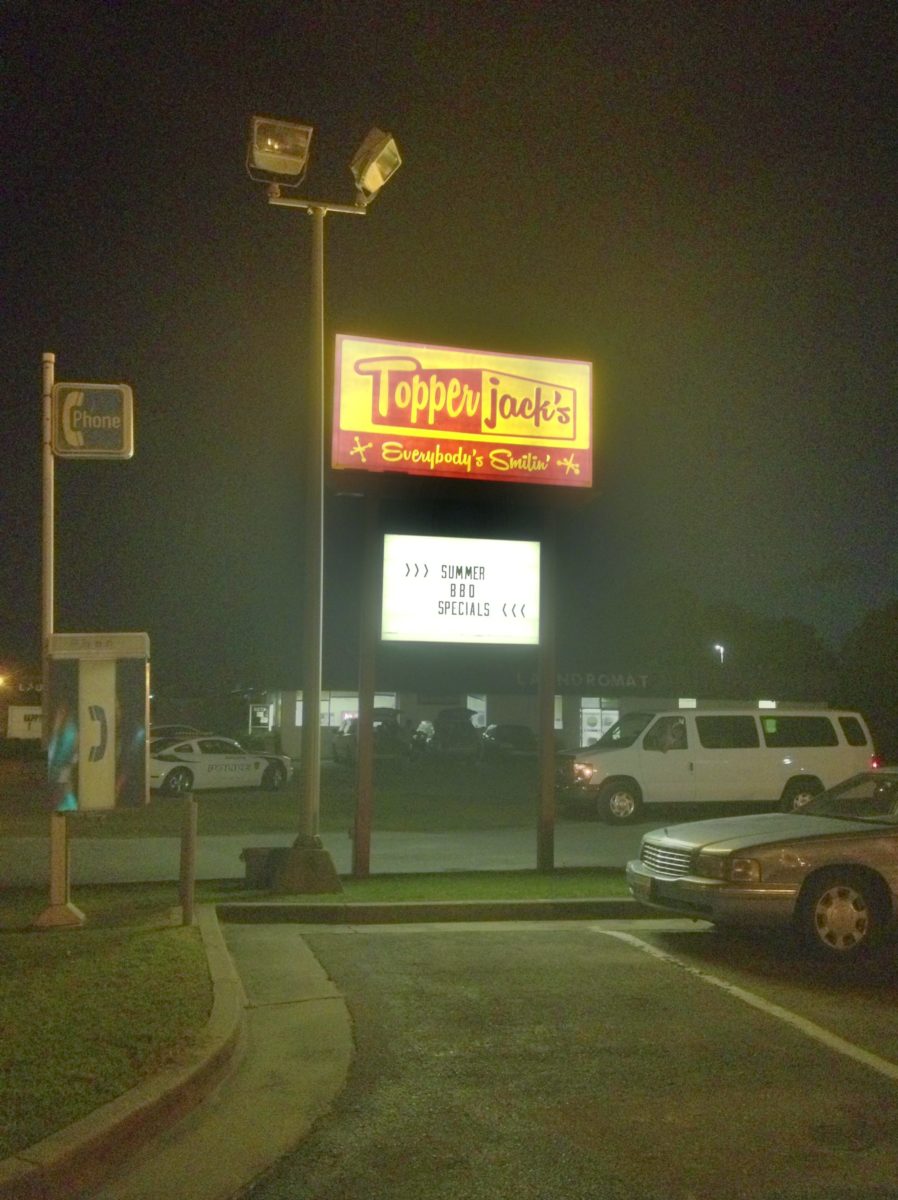 Phone
Topper jack's
Everybody's Smilin'
>>> SUMMER
BBQ
SPECIALS <<<
LAUNDROMAT